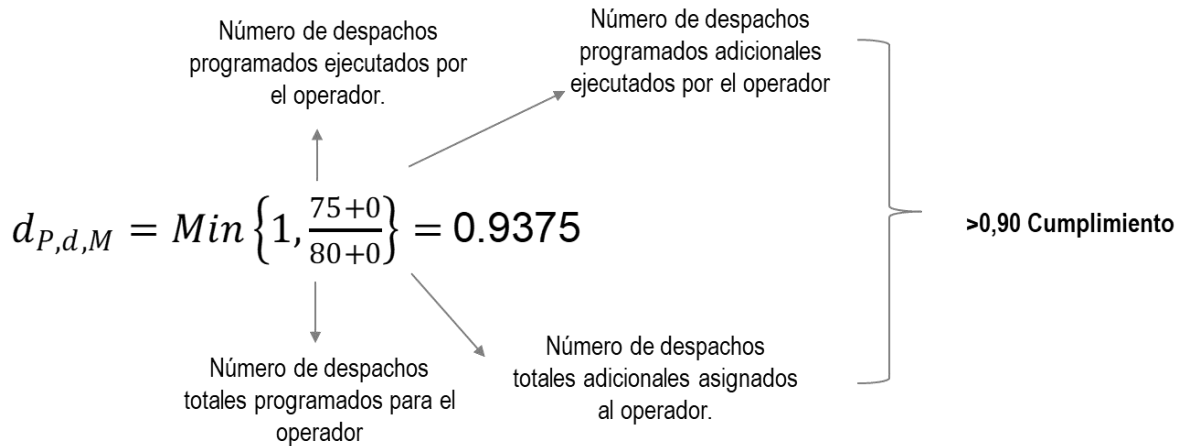 Número de despachos
programados ejecutados por
el operador.
Número de despachos
programados adicionales
ejecutados por el operador
d_{P,d,M} = Min {1, \frac{75+0}{80+0}} = 0.9375
>0,90 Cumplimiento
Número de despachos
totales programados para el
operador
Número de despachos
totales adicionales asignados
al operador.